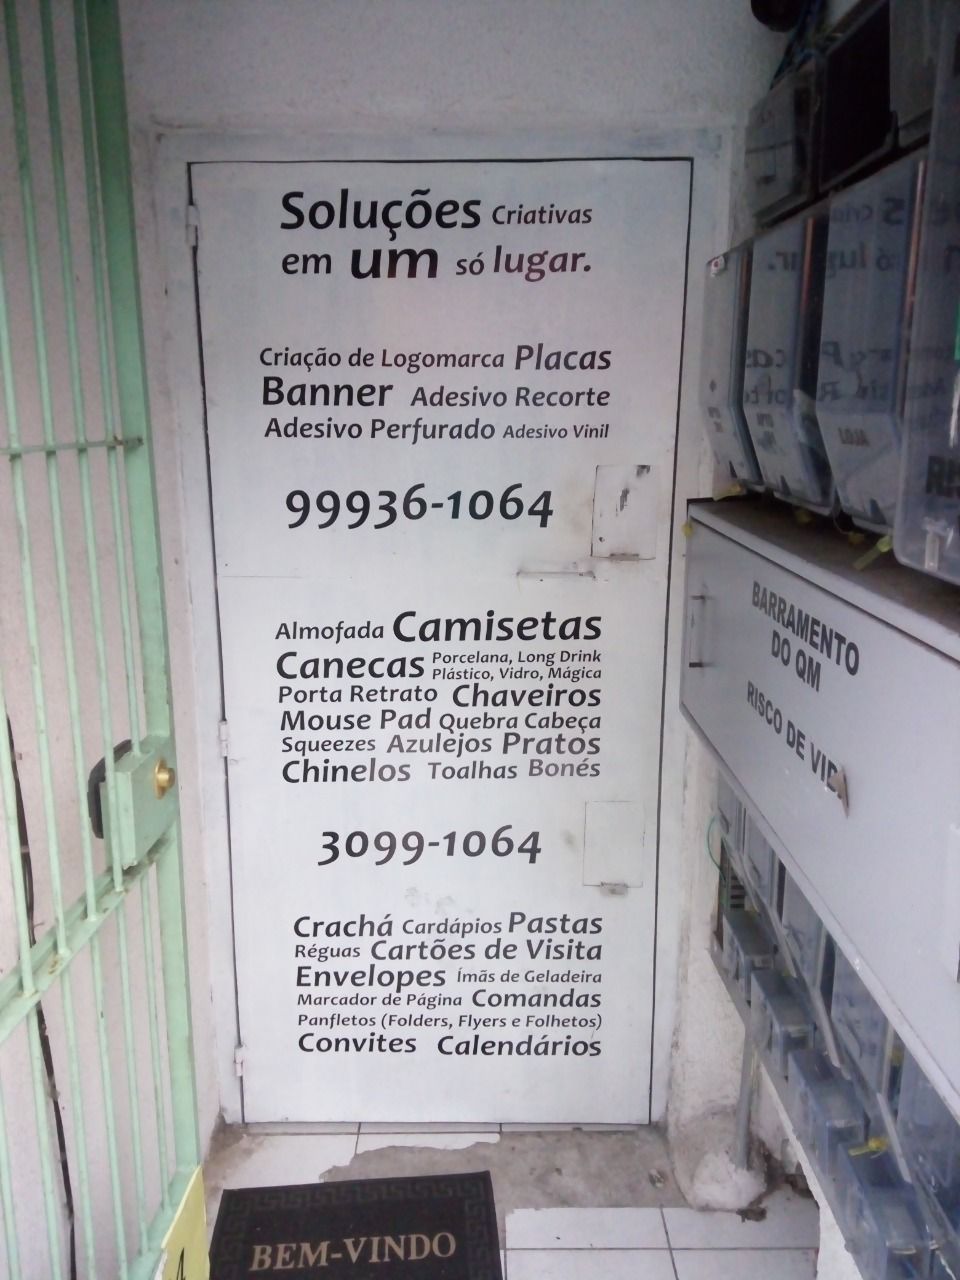 Soluções Criativas
em um só lugar.
Criação de Logomarca Placas
Banner Adesivo Recorte
Adesivo Perfurado Adesivo Vinil
99936-1064
Almofada Camisetas
Canecas Porcelana, Long Drink
Plástico, Vidro, Mágica
Porta Retrato Chaveiros
Mouse Pad Quebra Cabeça
Squeezes Azulejos Pratos
Chinelos Toalhas Bonés
3099-1064
Crachá Cardápios Pastas
Réguas Cartões de Visita
Envelopes Ímãs de Geladeira
Marcador de Página Comandas
Panfletos (Folders, Flyers e Folhetos)
Convites Calendários
BEM-VINDO
LOJA
BARRAMENTO
DO QM
RISCO DE VIDA